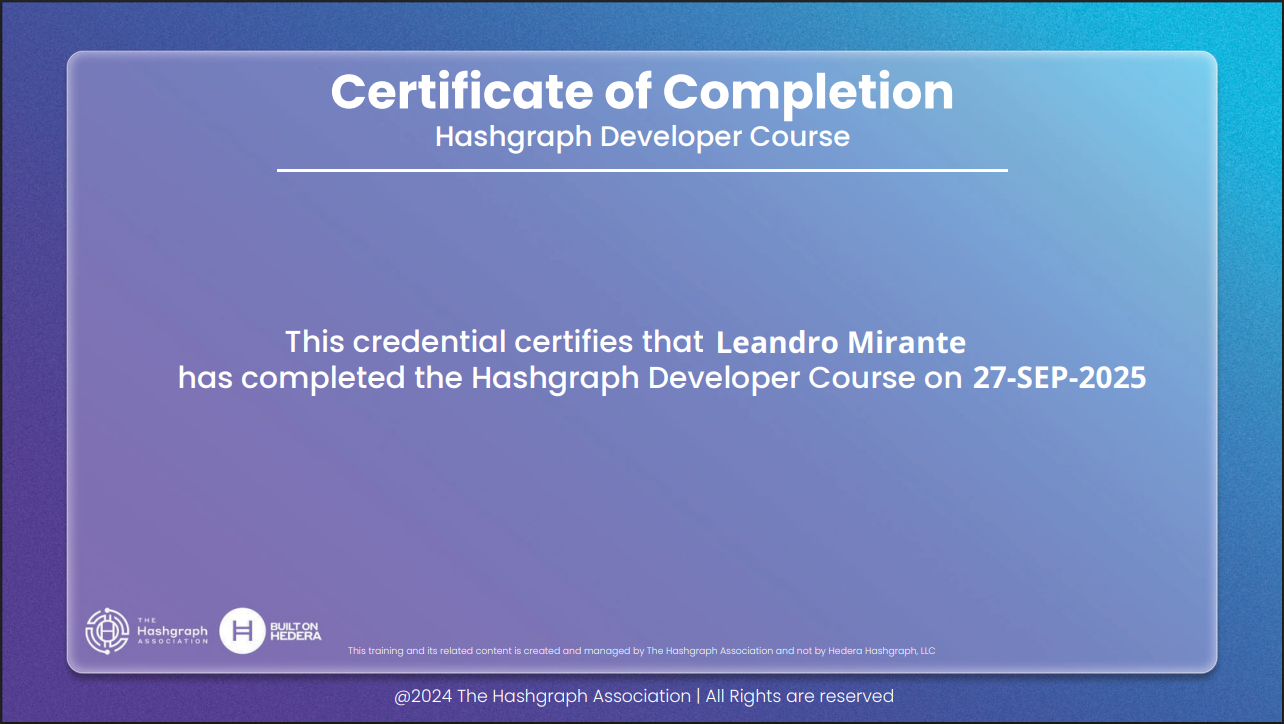 Certificate of Completion
Hashgraph Developer Course
This credential certifies that Leandro Mirante
has completed the Hashgraph Developer Course on 27-SEP-2025
THE
Hashgraph
ASSOCIATION
BUILT ON
HEDERA
This training and its related content is created and managed by The Hashgraph Association and not by Hedera Hashgraph, LLC
@2024 The Hashgraph Association | All Rights are reserved